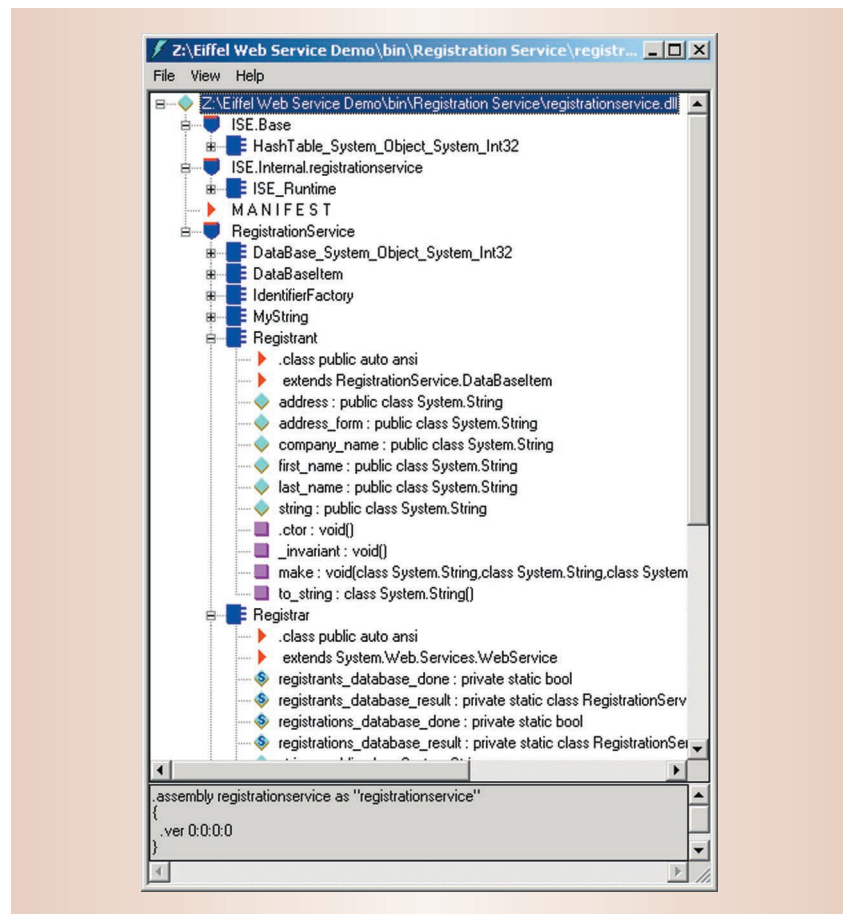 Z:\Eiffel Web Service Demo\bin\Registration Service\registr...
File View Help
Z:\Eiffel Web Service Demo\bin\Registration Service\registrationservice.dll
ISE.Base
HashTable_System_Object_System_Int32
ISE.Internal.registrationservice
ISE_Runtime
MANIFEST
RegistrationService
DataBase_System_Object_System_Int32
DataBaseItem
IdentifierFactory
MyString
Registrant
.class public auto ansi
extends RegistrationService.DataBaseItem
address : public class System.String
address_form : public class System.String
company_name : public class System.String
first_name : public class System.String
last_name : public class System.String
string : public class System.String
.ctor : void()
_invariant : void()
make : void(class System.String,class System.String,class System
to_string : class System.String()
Registrar
.class public auto ansi
extends System.Web.Services.WebService
registrants_database_done : private static bool
registrants_database_result : private static class RegistrationServ
registrations_database_done : private static bool
registrations_database_result : private static class RegistrationSer
.assembly registrationservice as "registrationservice"
{
.ver 0:0:0:0
}